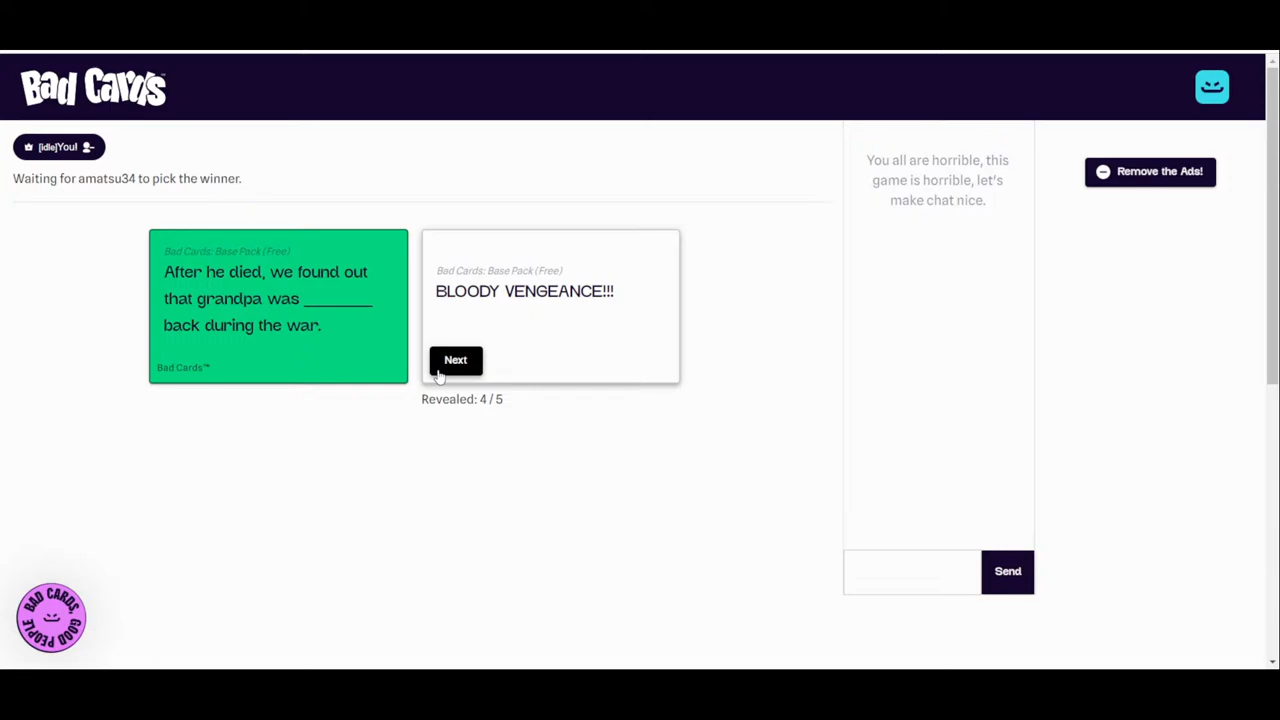 Bad Cards™
[idle]You!
Waiting for amatsu34 to pick the winner.
Bad Cards: Base Pack (Free)
After he died, we found out
that grandpa was ________
back during the war.
Bad Cards™
Bad Cards: Base Pack (Free)
BLOODY VENGEANCE!!!
Next
Revealed: 4 / 5
You all are horrible, this
game is horrible, let's
make chat nice.
Send
Remove the Ads!
BAD CARDS,
GOOD PEOPLE